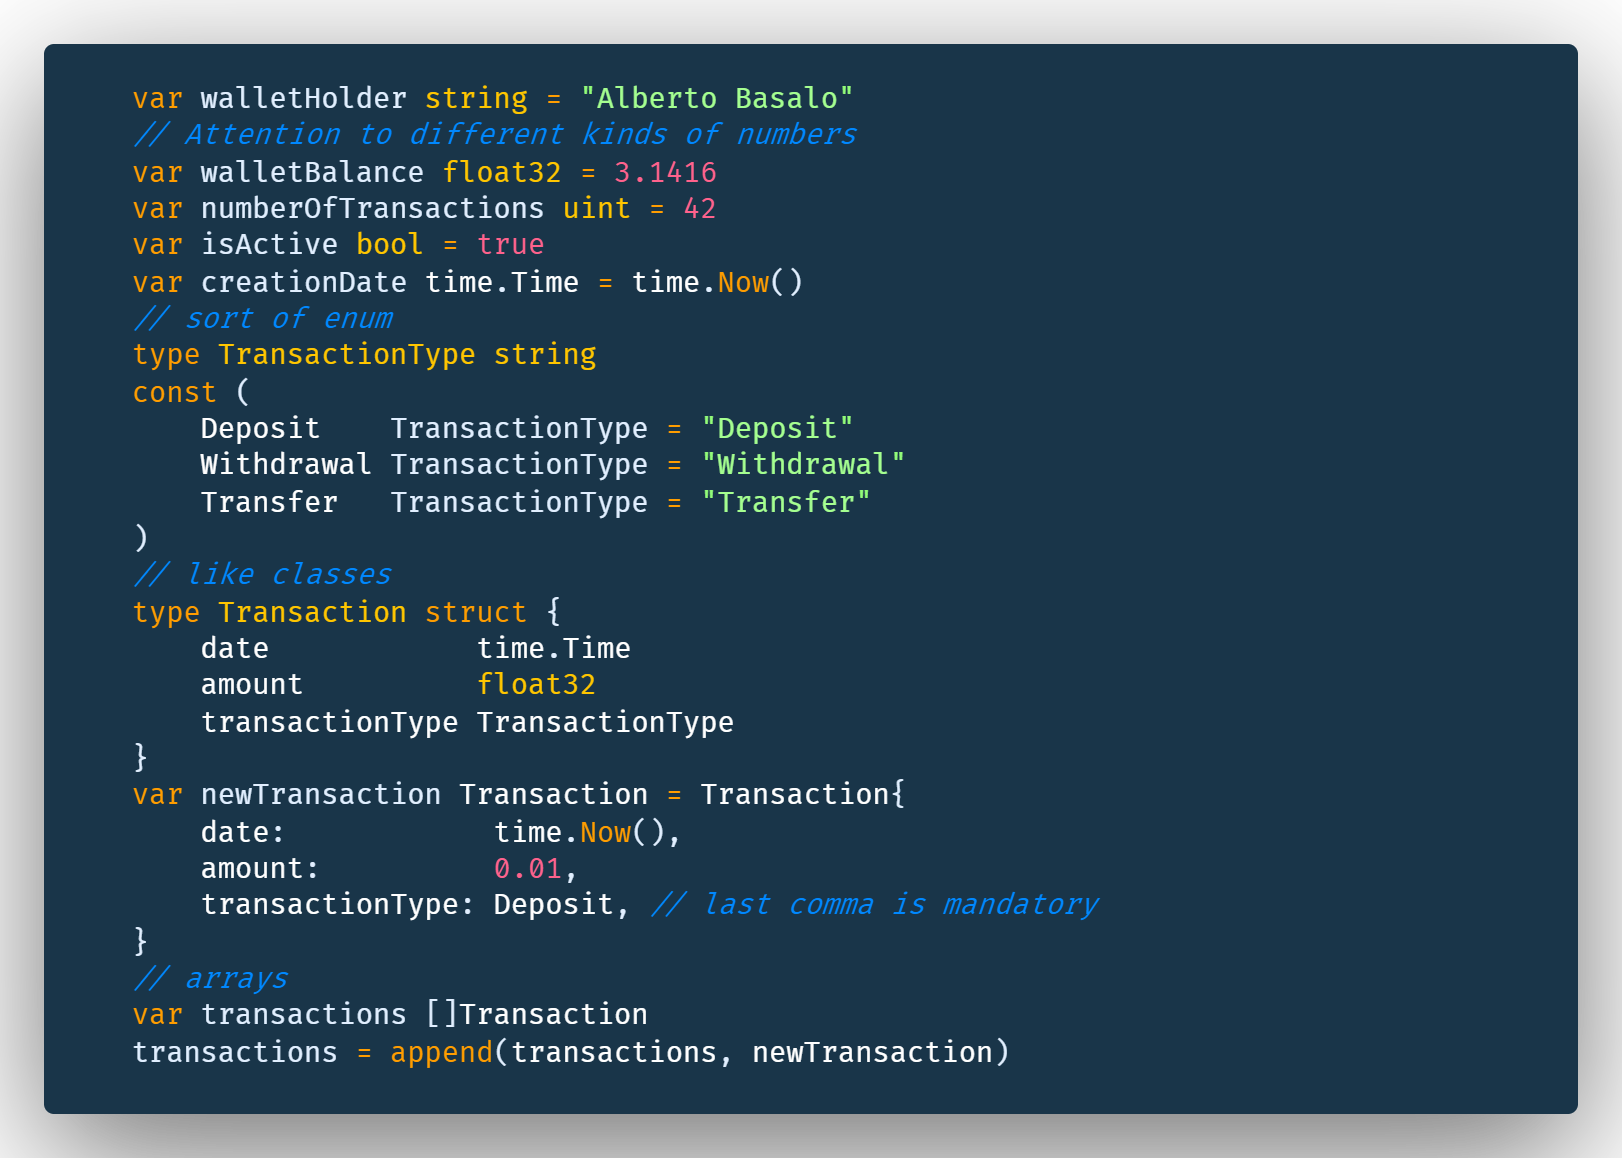 var walletHolder string = "Alberto Basalo"
// Attention to different kinds of numbers
var walletBalance float32 = 3.1416
var numberOfTransactions uint = 42
var isActive bool = true
var creationDate time.Time = time.Now()
// sort of enum
type TransactionType string
const (
    Deposit    TransactionType = "Deposit"
    Withdrawal TransactionType = "Withdrawal"
    Transfer   TransactionType = "Transfer"
)
// like classes
type Transaction struct {
    date            time.Time
    amount          float32
    transactionType TransactionType
}
var newTransaction Transaction = Transaction{
    date:            time.Now(),
    amount:          0.01,
    transactionType: Deposit, // last comma is mandatory
}
// arrays
var transactions []Transaction
transactions = append(transactions, newTransaction)